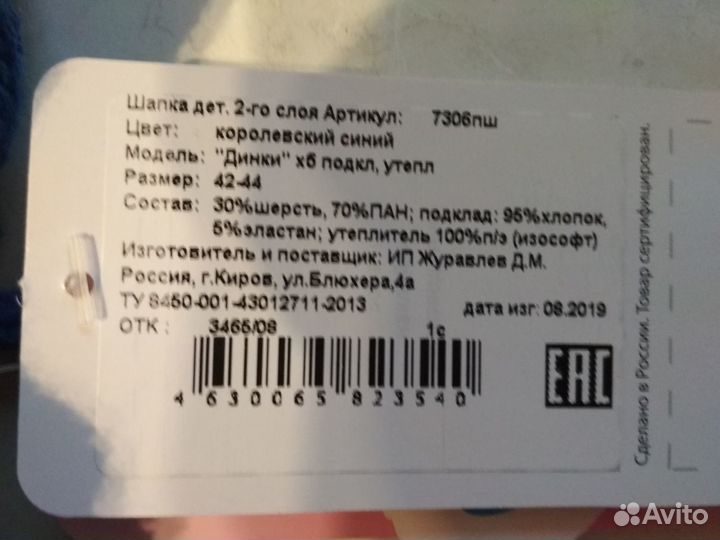 Шапка дет. 2-го слоя Артикул: 7306пш
Цвет: королевский синий
Модель: "Динки" хб подкл, утепл
Размер: 42-44
Состав: 30%шерсть, 70%ПАН; подклад: 95%хлопок,
5%эластан; утеплитель 100%п/э (изософт)
Изготовитель и поставщик: ИП Журавлев Д.М.
Россия, г.Киров, ул.Блюхера,4а
ТУ 8450-001-43012711-2013 дата изг: 08.2019
ОТК : 3465/08 1с
4 630065 823540
EAC
Сделано в России. Товар сертифицирован.
Avito